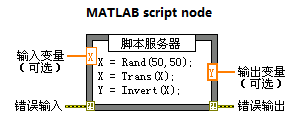 MATLAB script node
脚本服务器
输入变量
（可选）
X
X = Rand(50,50);
X = Trans(X);
Y = Invert(X);
Y
输出变量
（可选）
错误输入
?!
?!
错误输出